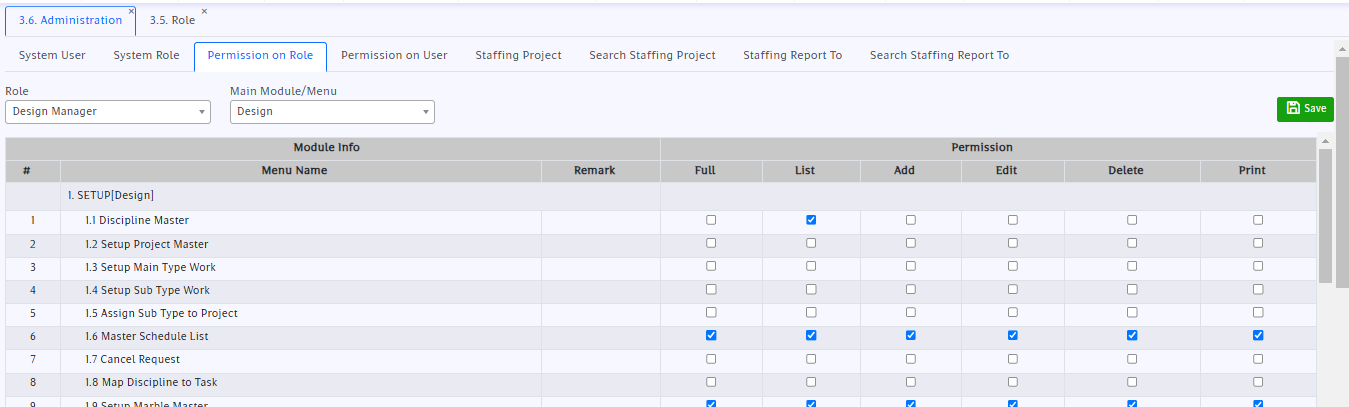 3.6. Administration × 3.5. Role ×
System User System Role Permission on Role Permission on User Staffing Project Search Staffing Project Staffing Report To Search Staffing Report To
Role Main Module/Menu
Design Manager Design Save
Module Info Permission
# Menu Name Remark Full List Add Edit Delete Print
1. SETUP[Design]
1 1.1 Discipline Master
2 1.2 Setup Project Master
3 1.3 Setup Main Type Work
4 1.4 Setup Sub Type Work
5 1.5 Assign Sub Type to Project
6 1.6 Master Schedule List
7 1.7 Cancel Request
8 1.8 Map Discipline to Task
9 1.9 Setup Marble Master